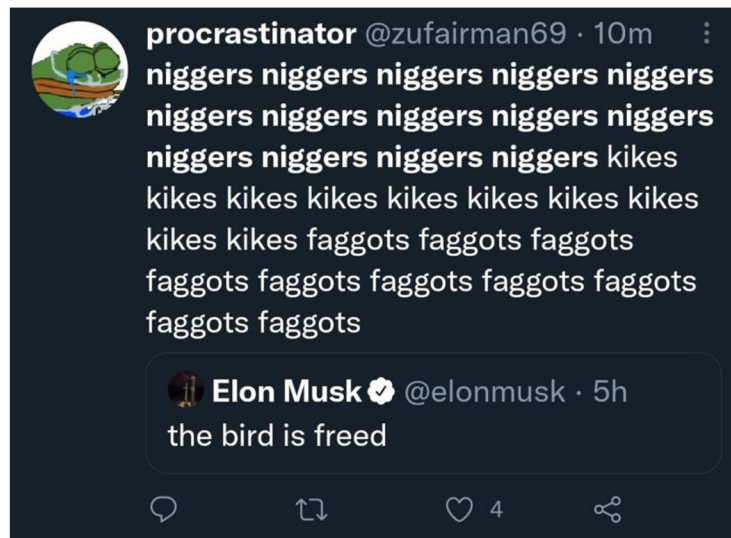 procrastinator @zufairman69 · 10m
niggers niggers niggers niggers niggers
niggers niggers niggers niggers niggers
niggers niggers niggers niggers kikes
kikes kikes kikes kikes kikes kikes kikes
kikes kikes faggots faggots faggots
faggots faggots faggots faggots faggots
faggots faggots
Elon Musk @elonmusk · 5h
the bird is freed
4